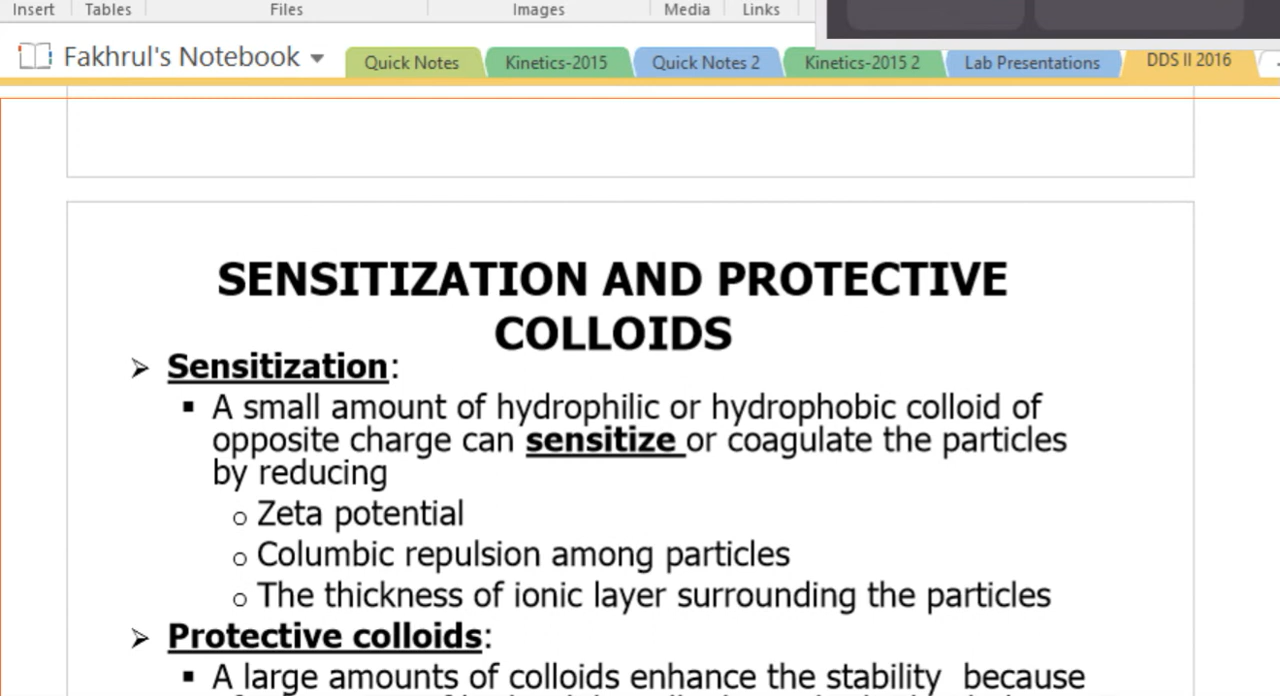 Insert Tables Files Images Media Links
Fakhrul's Notebook Quick Notes Kinetics-2015 Quick Notes 2 Kinetics-2015 2 Lab Presentations DDS II 2016
SENSITIZATION AND PROTECTIVE
COLLOIDS
➢ Sensitization:
▪ A small amount of hydrophilic or hydrophobic colloid of
opposite charge can sensitize or coagulate the particles
by reducing
o Zeta potential
o Columbic repulsion among particles
o The thickness of ionic layer surrounding the particles
➢ Protective colloids:
▪ A large amounts of colloids enhance the stability because